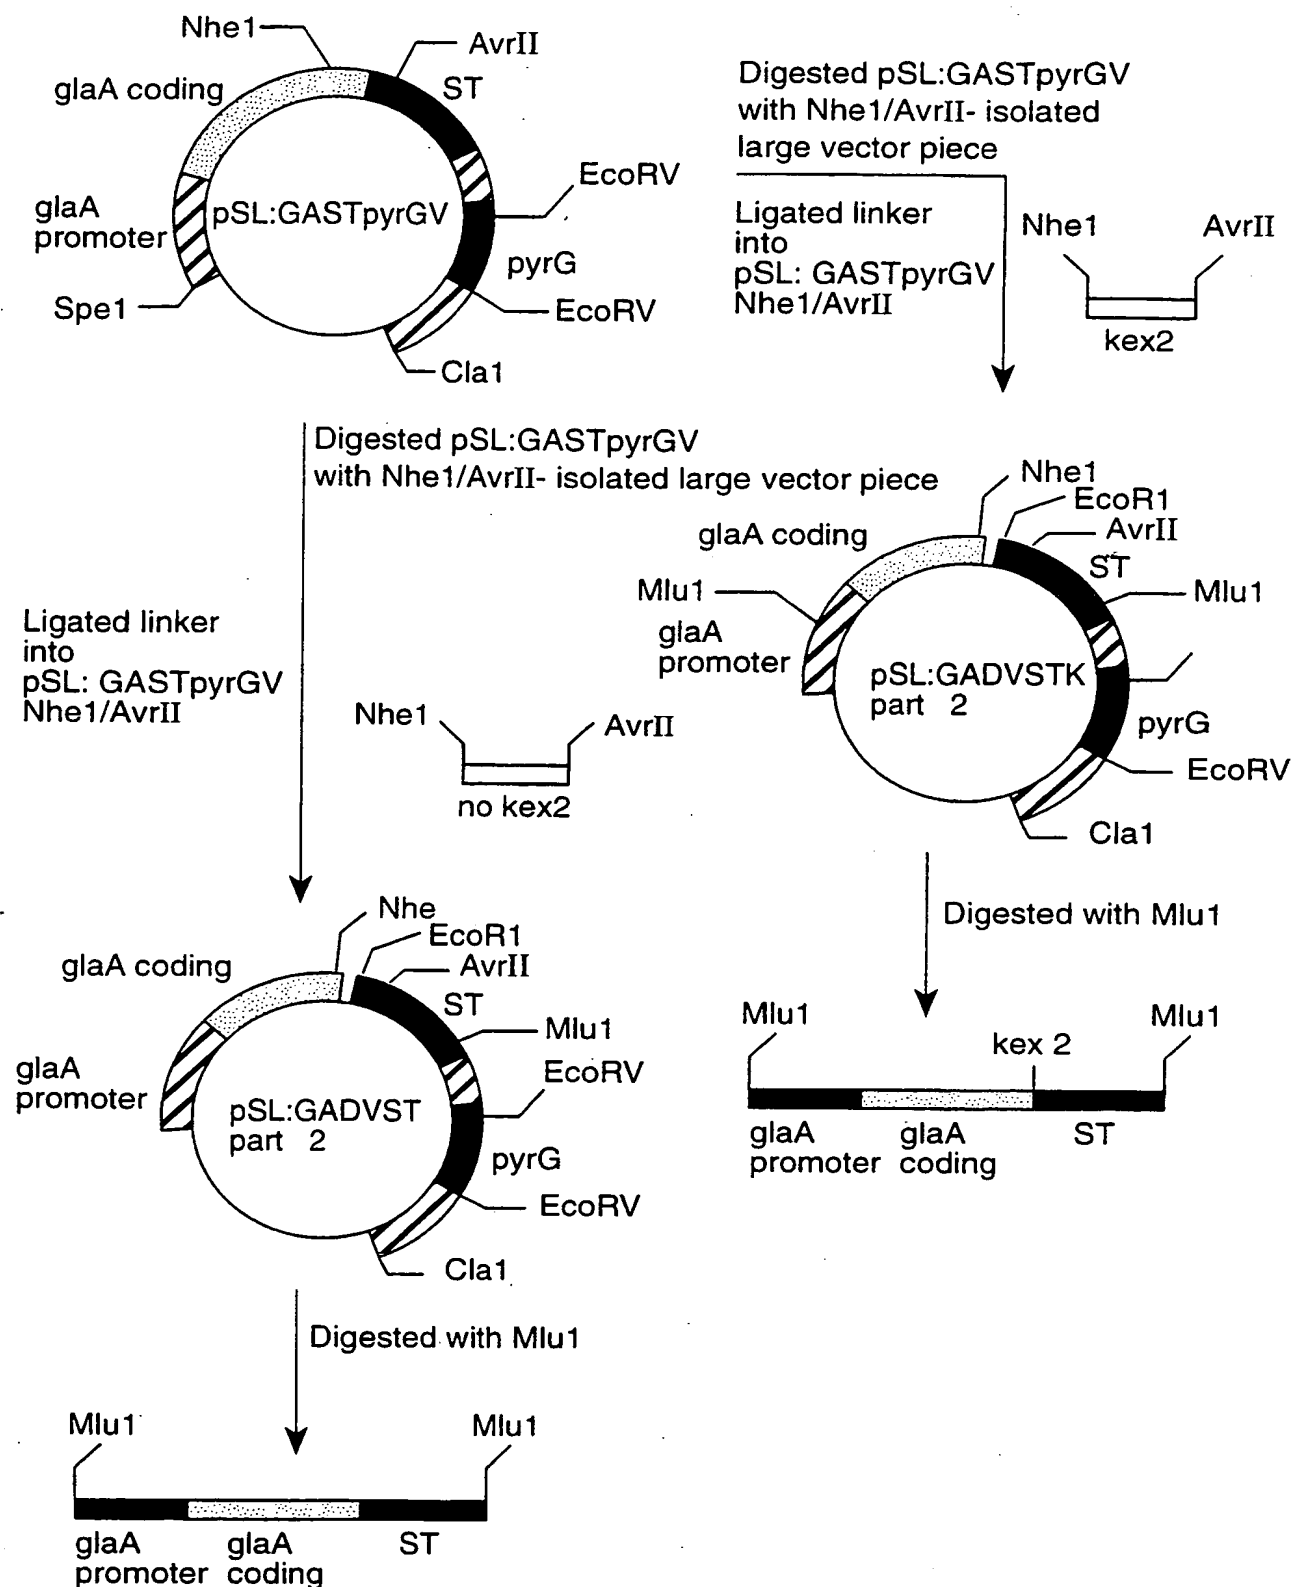 Nhe1
AvrII
glaA coding
ST
EcoRV
glaA
promoter
pSL:GASTpyrGV
pyrG
Spe1
EcoRV
Cla1
Digested pSL:GASTpyrGV
with Nhe1/AvrII- isolated
large vector piece
Ligated linker
into
pSL: GASTpyrGV
Nhe1/AvrII
Nhe1
AvrII
kex2
Digested pSL:GASTpyrGV
with Nhe1/AvrII- isolated large vector piece
Ligated linker
into
pSL: GASTpyrGV
Nhe1/AvrII
Nhe1
AvrII
no kex2
Nhe1
EcoR1
AvrII
glaA coding
ST
Mlu1
Mlu1
glaA
promoter
pSL:GADVSTK
part 2
pyrG
EcoRV
Cla1
Digested with Mlu1
Mlu1
Mlu1
kex 2
glaA
promoter
glaA
coding
ST
Nhe
EcoR1
AvrII
glaA coding
ST
Mlu1
EcoRV
glaA
promoter
pSL:GADVST
part 2
pyrG
EcoRV
Cla1
Digested with Mlu1
Mlu1
Mlu1
glaA
promoter
glaA
coding
ST